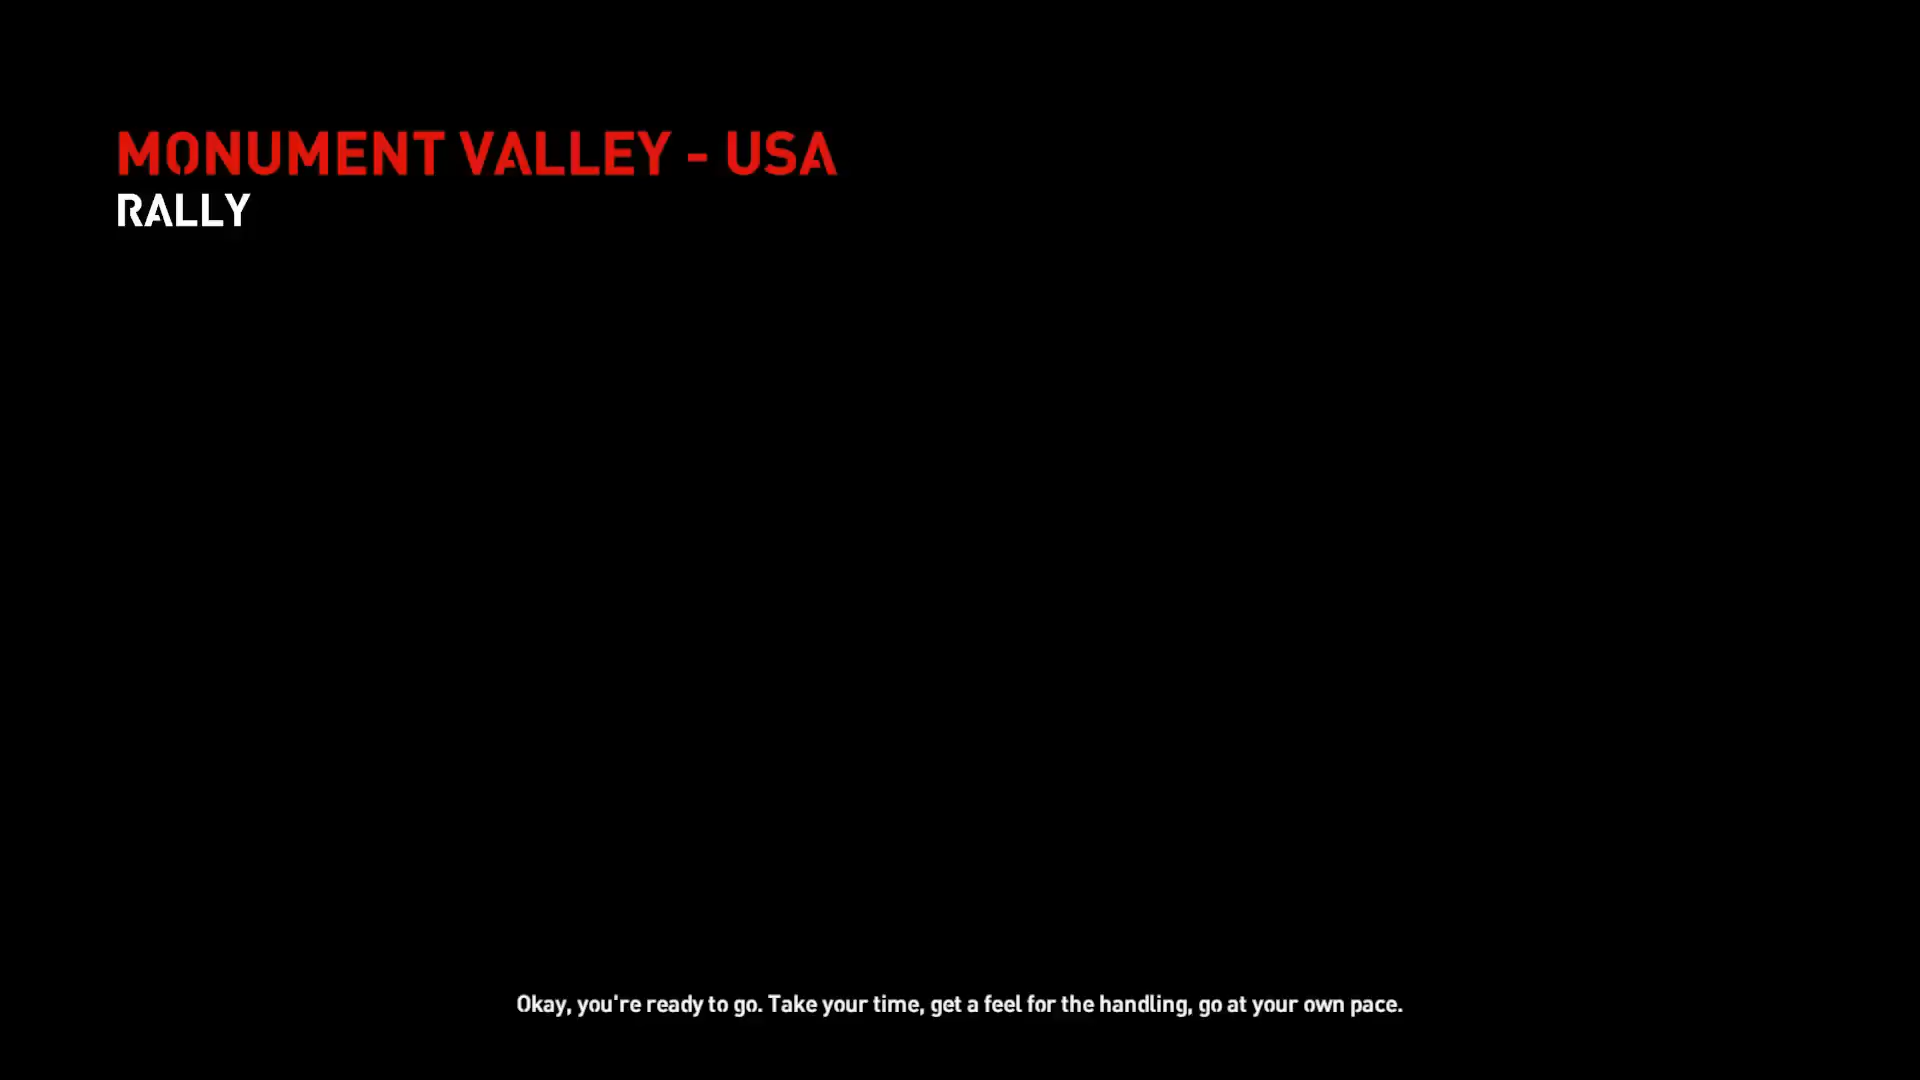 MONUMENT VALLEY - USA
RALLY
Okay, you're ready to go. Take your time, get a feel for the handling, go at your own pace.